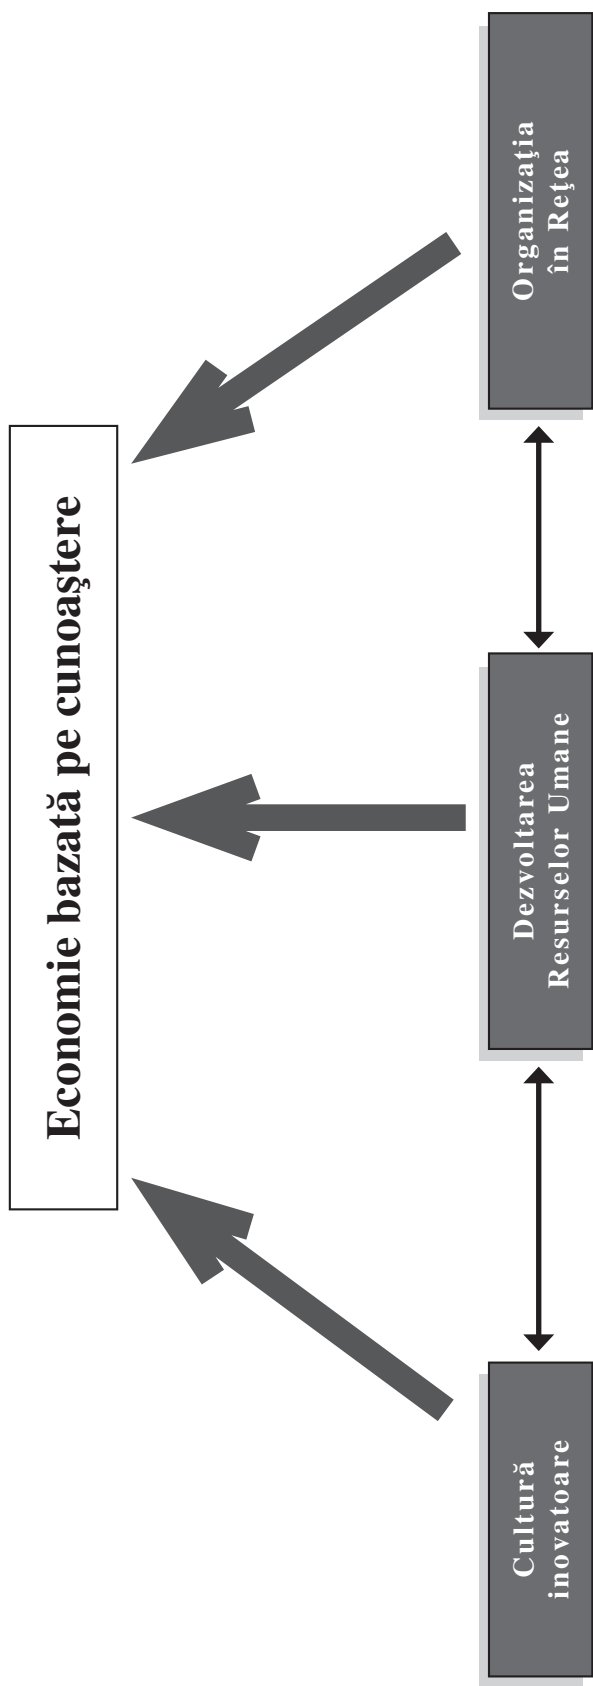 Economie bazată pe cunoaştere
Cultură
inovatoare
Dezvoltarea
Resurselor Umane
Organizaţia
în Reţea